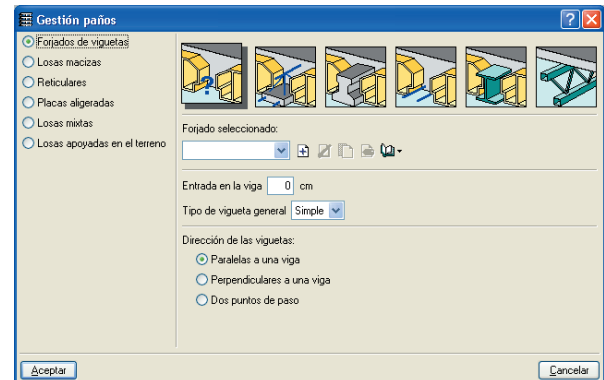 Gestión paños
Forjados de viguetas
Losas macizas
Reticulares
Placas aligeradas
Losas mixtas
Losas apoyadas en el terreno
?
Forjado seleccionado:
Entrada en la viga 0 cm
Tipo de vigueta general Simple
Dirección de las viguetas:
Paralelas a una viga
Perpendiculares a una viga
Dos puntos de paso
Aceptar
Cancelar